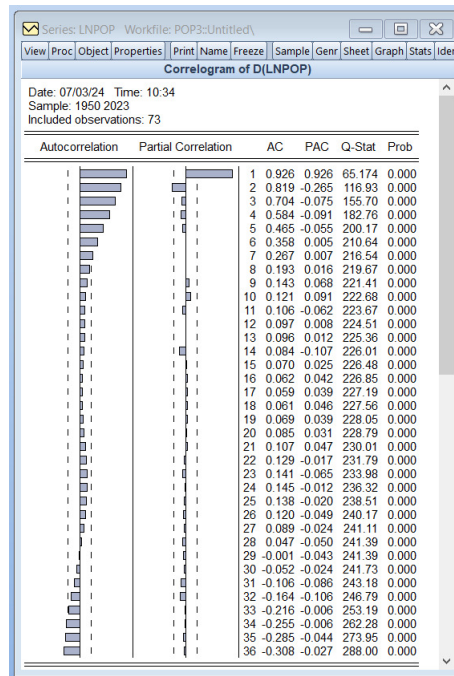 Series: LNPOP Workfile: POP3::Untitled\
View Proc Object Properties Print Name Freeze Sample Genr Sheet Graph Stats Iden
Correlogram of D(LNPOP)
Date: 07/03/24 Time: 10:34
Sample: 1950 2023
Included observations: 73
Autocorrelation Partial Correlation AC PAC Q-Stat Prob
1 0.926 0.926 65.174 0.000
2 0.819 -0.265 116.93 0.000
3 0.704 -0.075 155.70 0.000
4 0.584 -0.091 182.76 0.000
5 0.465 -0.055 200.17 0.000
6 0.358 0.005 210.64 0.000
7 0.267 0.007 216.54 0.000
8 0.193 0.016 219.67 0.000
9 0.143 0.068 221.41 0.000
10 0.121 0.091 222.68 0.000
11 0.106 -0.062 223.67 0.000
12 0.097 0.008 224.51 0.000
13 0.096 0.012 225.36 0.000
14 0.084 -0.107 226.01 0.000
15 0.070 0.025 226.48 0.000
16 0.062 0.042 226.85 0.000
17 0.059 0.039 227.19 0.000
18 0.061 0.046 227.56 0.000
19 0.069 0.039 228.05 0.000
20 0.085 0.031 228.79 0.000
21 0.107 0.047 230.01 0.000
22 0.129 -0.017 231.79 0.000
23 0.141 -0.065 233.98 0.000
24 0.145 -0.012 236.32 0.000
25 0.138 -0.020 238.51 0.000
26 0.120 -0.049 240.17 0.000
27 0.089 -0.024 241.11 0.000
28 0.047 -0.050 241.39 0.000
29 -0.001 -0.043 241.39 0.000
30 -0.052 -0.024 241.73 0.000
31 -0.106 -0.086 243.18 0.000
32 -0.164 -0.106 246.79 0.000
33 -0.216 -0.006 253.19 0.000
34 -0.255 -0.006 262.28 0.000
35 -0.285 -0.044 273.95 0.000
36 -0.308 -0.027 288.00 0.000